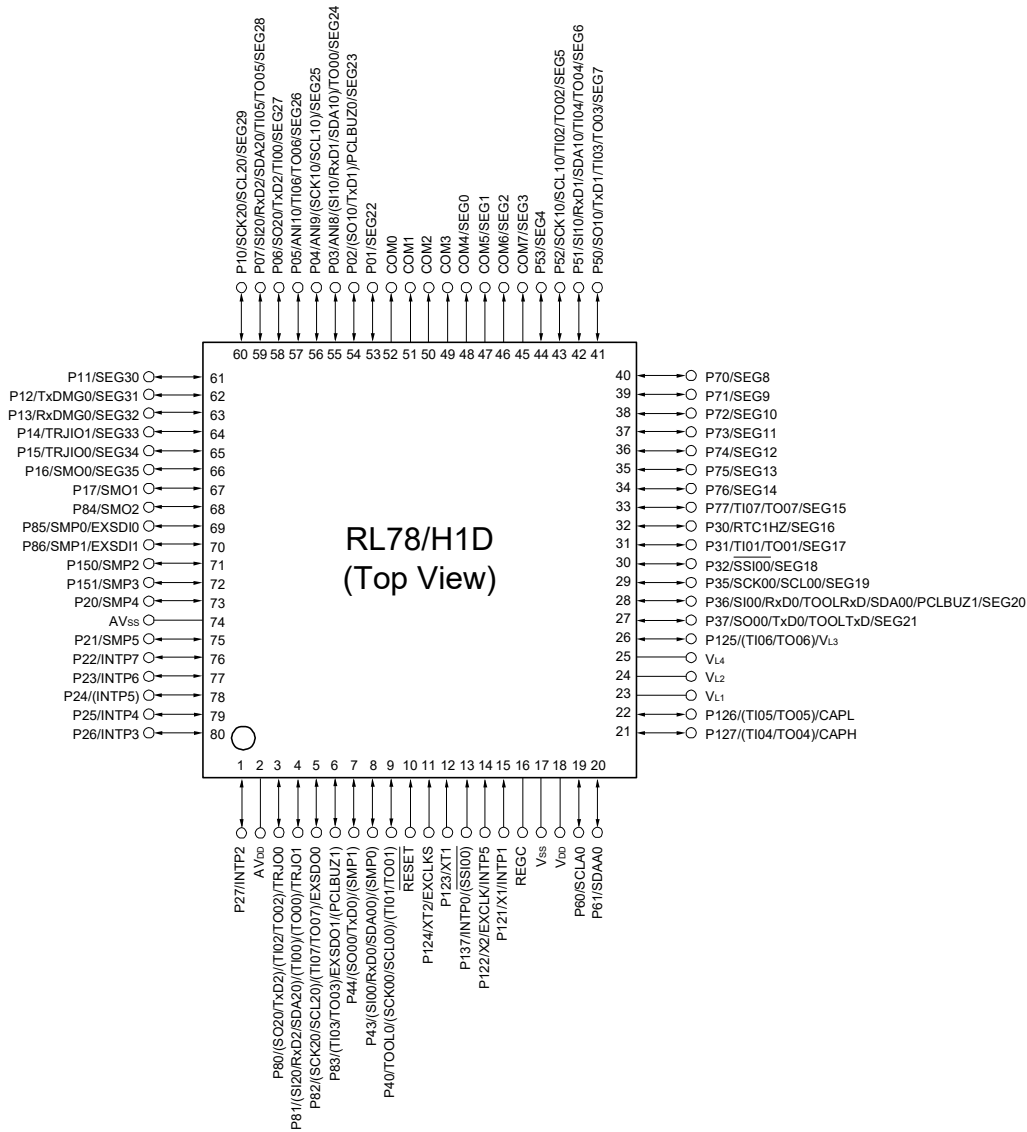 P10/SCK20/SCL20/SEG29
P07/SI20/RxD2/SDA20/TI05/TO05/SEG28
P06/SO20/TxD2/TI00/SEG27
P05/ANI10/TI06/TO06/SEG26
P04/ANI9/(SCK10/SCL10)/SEG25
P03/ANI8/(SI10/RxD1/SDA10)/TO00/SEG24
P02/(SO10/TxD1)/PCLBUZ0/SEG23
P01/SEG22
COM0
COM1
COM2
COM3
COM4/SEG0
COM5/SEG1
COM6/SEG2
COM7/SEG3
P53/SEG4
P52/SCK10/SCL10/TI02/TO02/SEG5
P51/SI10/RxD1/SDA10/TI04/TO04/SEG6
P50/SO10/TxD1/TI03/TO03/SEG7
60 59 58 57 56 55 54 53 52 51 50 49 48 47 46 45 44 43 42 41
P11/SEG30 61
P12/TxDMG0/SEG31 62
P13/RxDMG0/SEG32 63
P14/TRJIO1/SEG33 64
P15/TRJIO0/SEG34 65
P16/SMO0/SEG35 66
P17/SMO1 67
P84/SMO2 68
P85/SMP0/EXSDI0 69
P86/SMP1/EXSDI1 70
P150/SMP2 71
P151/SMP3 72
P20/SMP4 73
AVSS 74
P21/SMP5 75
P22/INTP7 76
P23/INTP6 77
P24/(INTP5) 78
P25/INTP4 79
P26/INTP3 80
RL78/H1D
(Top View)
40 P70/SEG8
39 P71/SEG9
38 P72/SEG10
37 P73/SEG11
36 P74/SEG12
35 P75/SEG13
34 P76/SEG14
33 P77/TI07/TO07/SEG15
32 P30/RTC1HZ/SEG16
31 P31/TI01/TO01/SEG17
30 P32/SSI00/SEG18
29 P35/SCK00/SCL00/SEG19
28 P36/SI00/RxD0/TOOLRxD/SDA00/PCLBUZ1/SEG20
27 P37/SO00/TxD0/TOOLTxD/SEG21
26 P125/(TI06/TO06)/VL3
25 VL4
24 VL2
23 VL1
22 P126/(TI05/TO05)/CAPL
21 P127/(TI04/TO04)/CAPH
1 2 3 4 5 6 7 8 9 10 11 12 13 14 15 16 17 18 19 20
P27/INTP2
AVDD
P80/(SO20/TxD2)/(TI02/TO02)/TRJO0
P81/(SI20/RxD2/SDA20)/(TI00)/(TO00)/TRJO1
P82/(SCK20/SCL20)/(TI07/TO07)/EXSDO0
P83/(TI03/TO03)/EXSDO1/(PCLBUZ1)
P44/(SO00/TxD0)/(SMP1)
P43/(SI00/RxD0/SDA00)/(SMP0)
P40/TOOL0/(SCK00/SCL00)/(TI01/TO01)
RESET
P124/XT2/EXCLKS
P123/XT1
P137/INTP0/(SSI00)
P122/X2/EXCLK/INTP5
P121/X1/INTP1
REGC
VSS
VDD
P60/SCLA0
P61/SDAA0